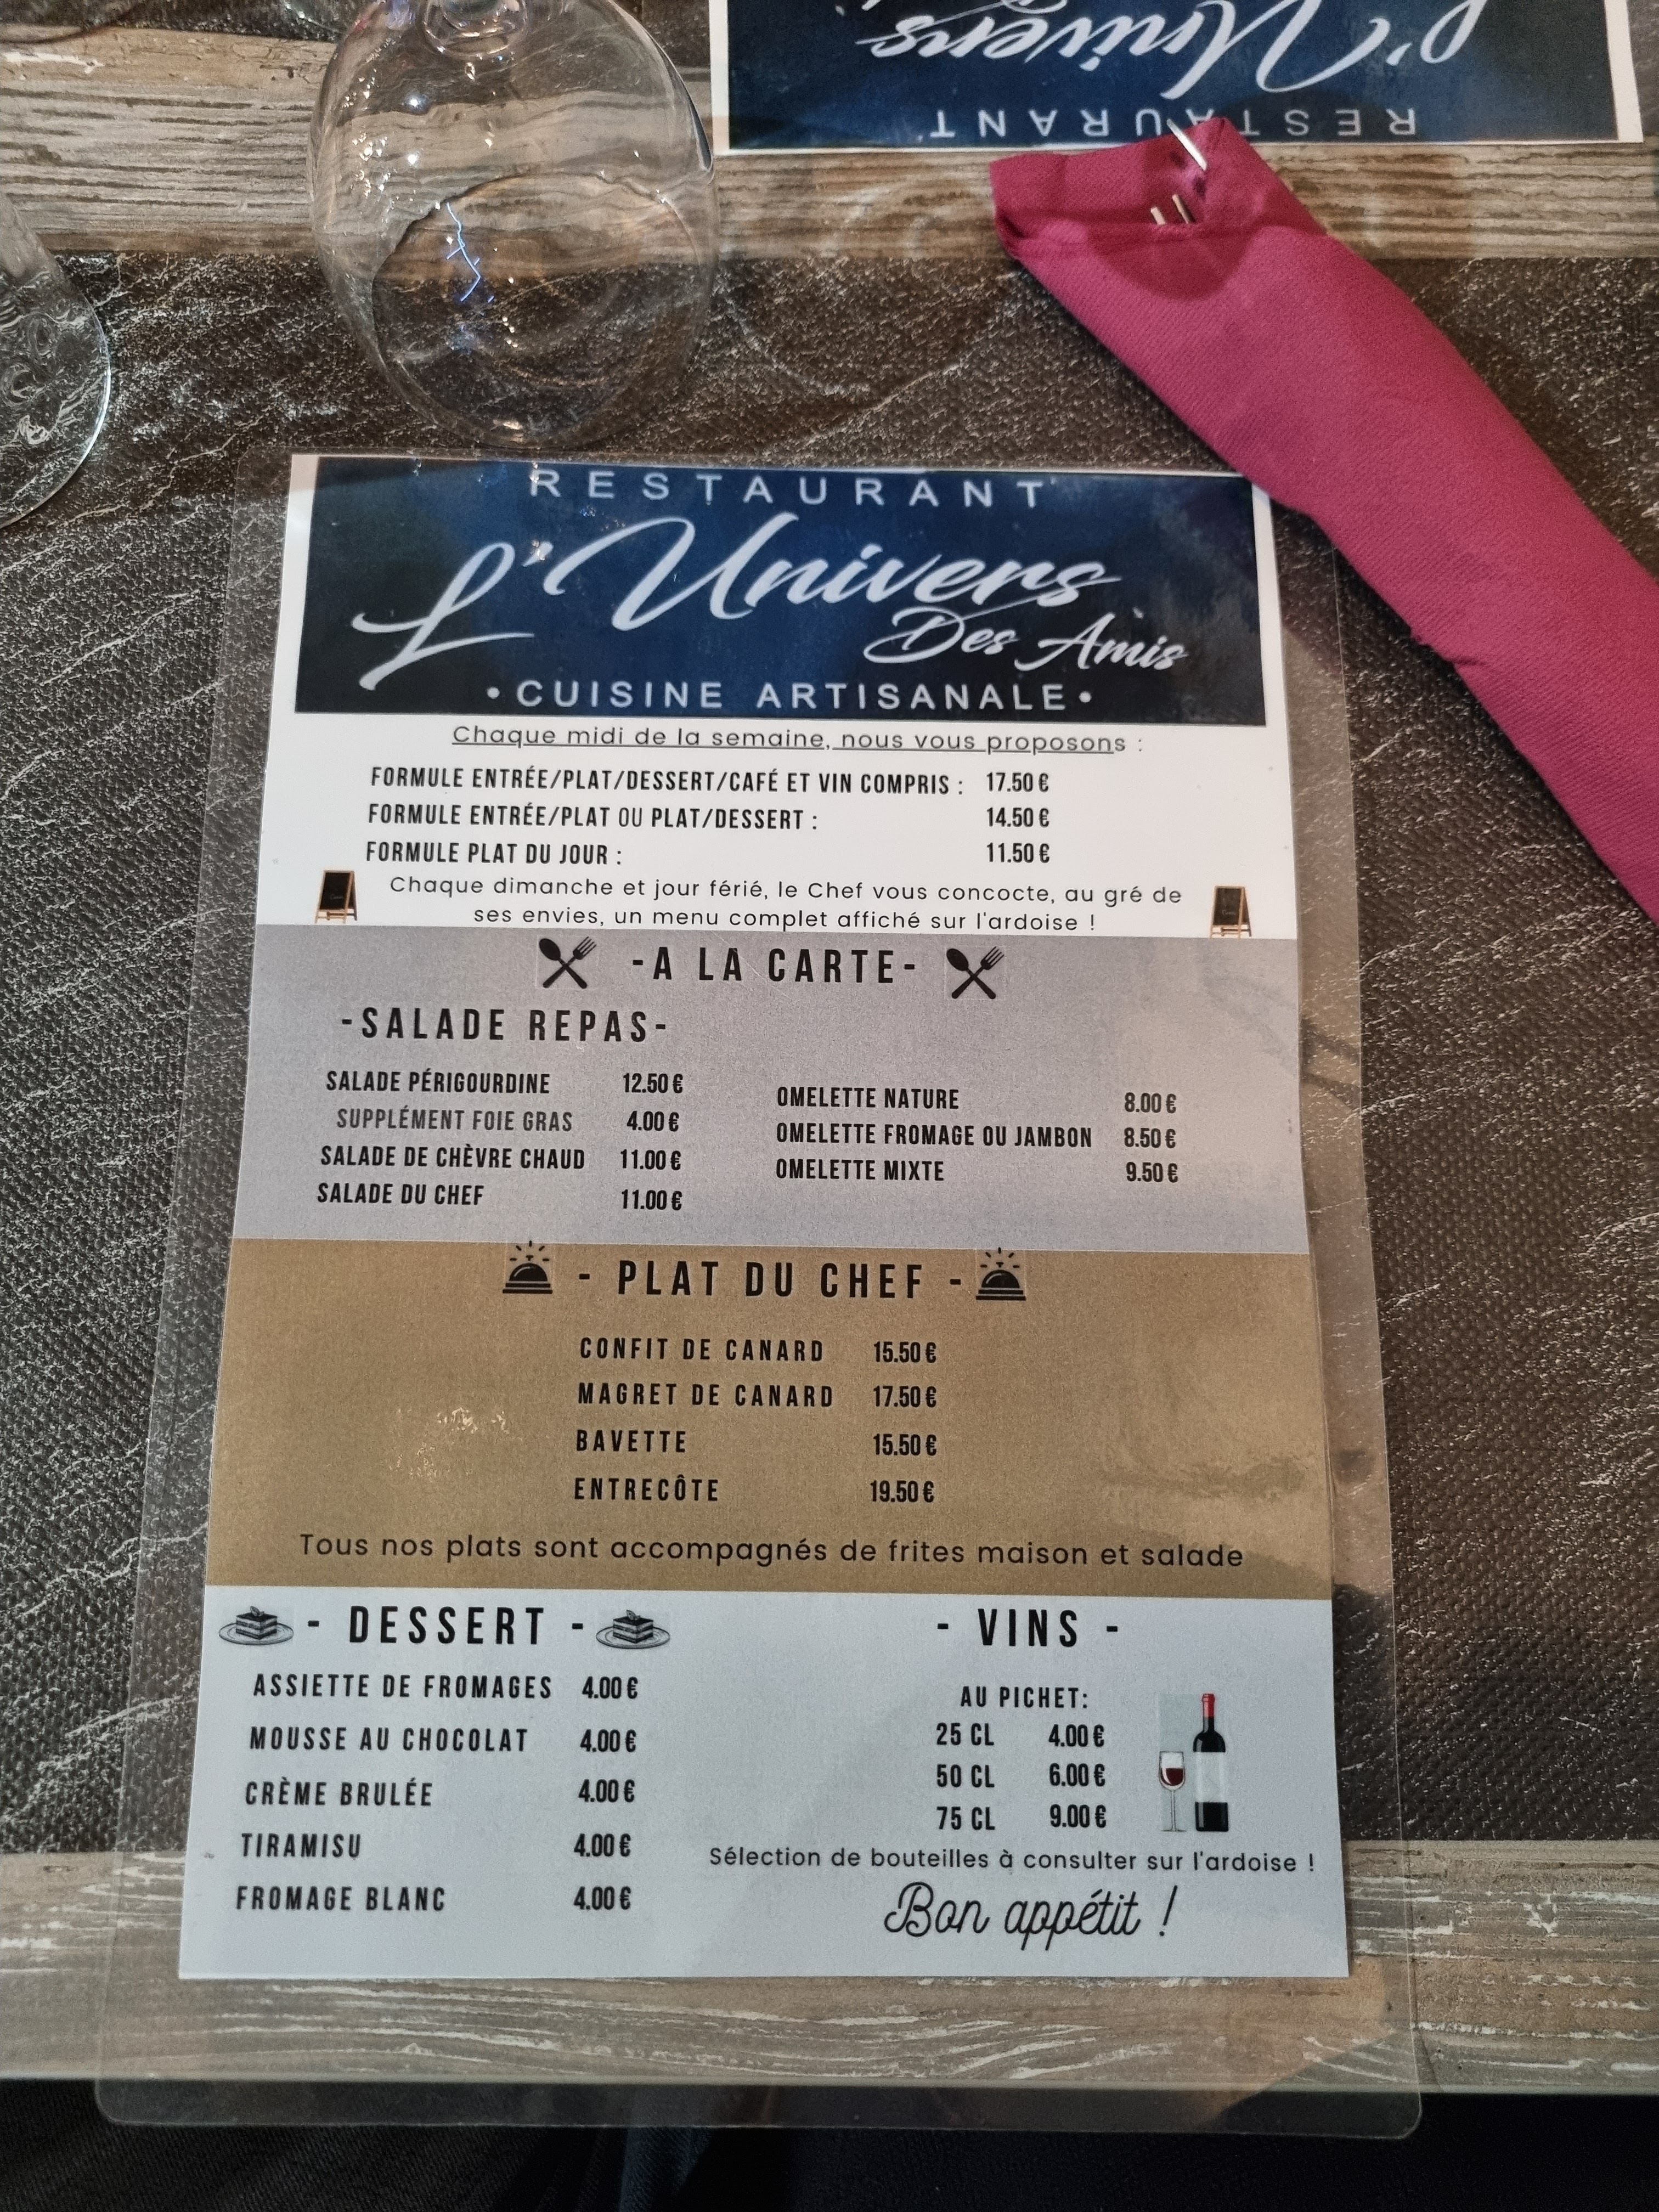 L'Univers
RESTAURANT
RESTAURANT
L'Univers
Des Amis
• CUISINE ARTISANALE •
Chaque midi de la semaine, nous vous proposons :
FORMULE ENTRÉE/PLAT/DESSERT/CAFÉ ET VIN COMPRIS : 17.50 €
FORMULE ENTRÉE/PLAT OU PLAT/DESSERT : 14.50 €
FORMULE PLAT DU JOUR : 11.50 €
Chaque dimanche et jour férié, le Chef vous concocte, au gré de
ses envies, un menu complet affiché sur l'ardoise !
-A LA CARTE-
-SALADE REPAS-
SALADE PÉRIGOURDINE 12.50 €
SUPPLÉMENT FOIE GRAS 4.00 €
SALADE DE CHÈVRE CHAUD 11.00 €
SALADE DU CHEF 11.00 €
OMELETTE NATURE 8.00 €
OMELETTE FROMAGE OU JAMBON 8.50 €
OMELETTE MIXTE 9.50 €
- PLAT DU CHEF -
CONFIT DE CANARD 15.50 €
MAGRET DE CANARD 17.50 €
BAVETTE 15.50 €
ENTRECÔTE 19.50 €
Tous nos plats sont accompagnés de frites maison et salade
- DESSERT -
ASSIETTE DE FROMAGES 4.00 €
MOUSSE AU CHOCOLAT 4.00 €
CRÈME BRULÉE 4.00 €
TIRAMISU 4.00 €
FROMAGE BLANC 4.00 €
- VINS -
AU PICHET:
25 CL 4.00 €
50 CL 6.00 €
75 CL 9.00 €
Sélection de bouteilles à consulter sur l'ardoise !
Bon appétit !